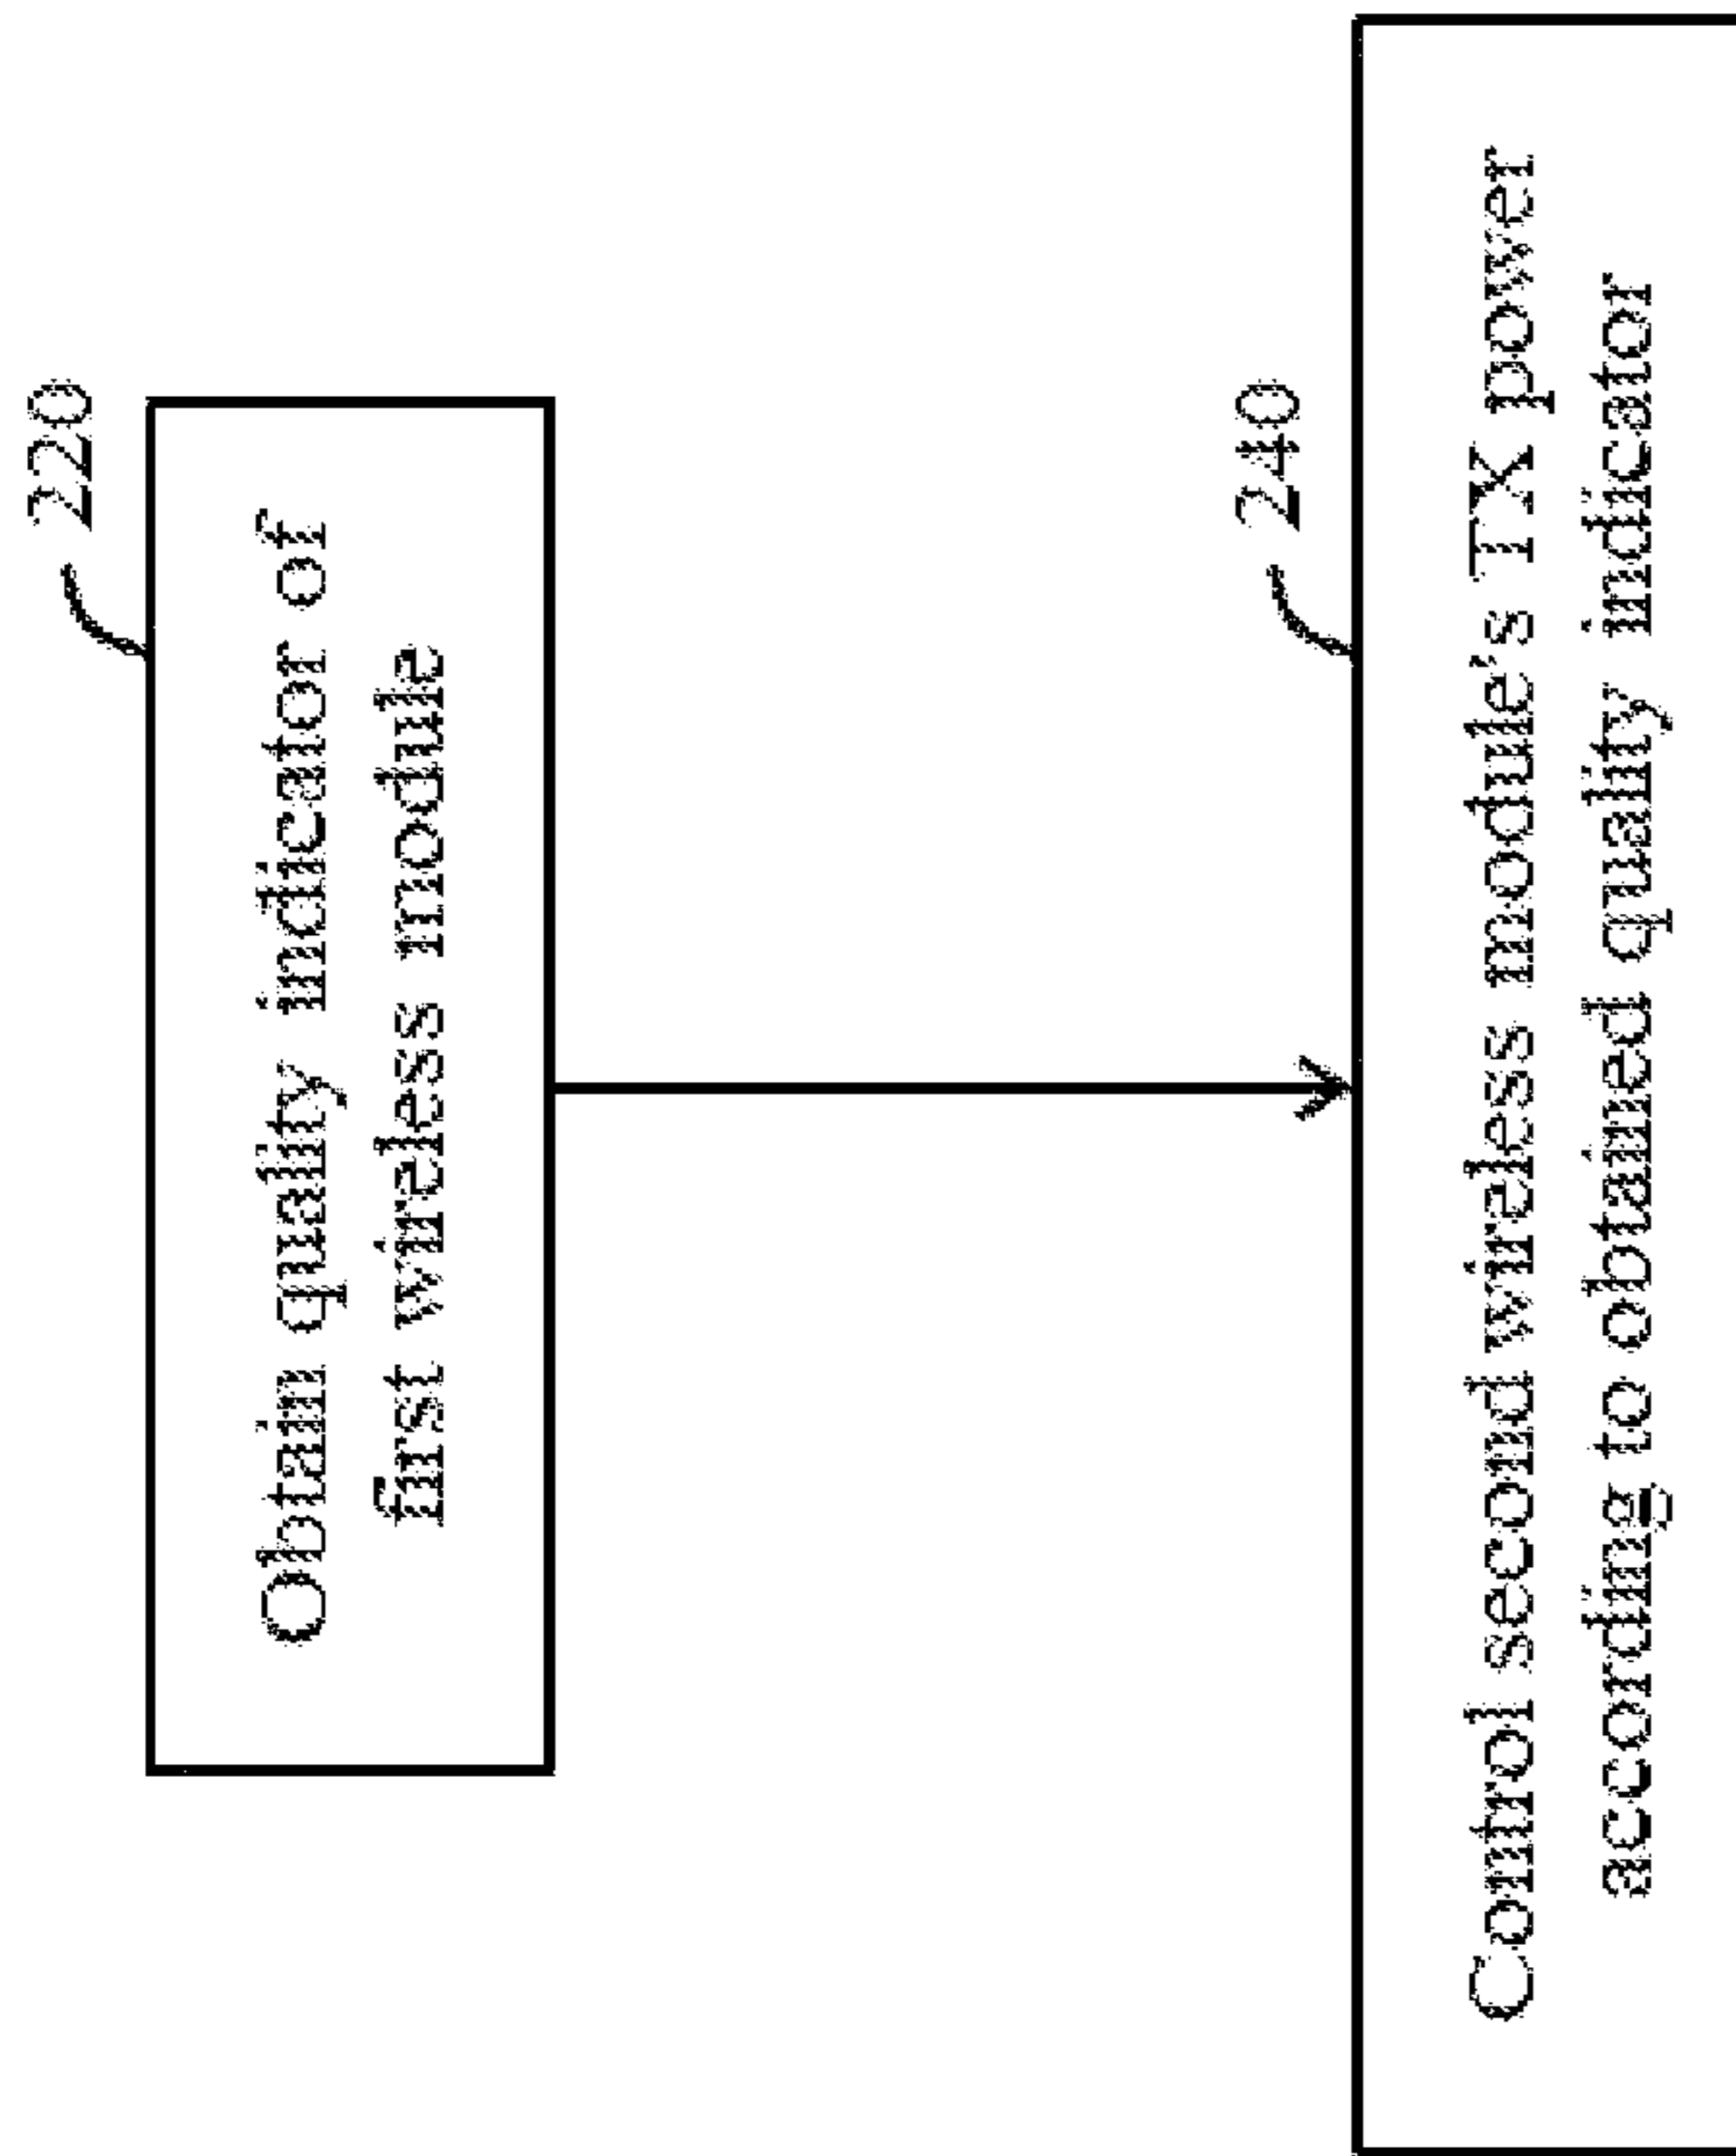 220
Obtain quality indicator of
first wireless module
240
Control second wireless module's TX power
according to obtained quality indicator